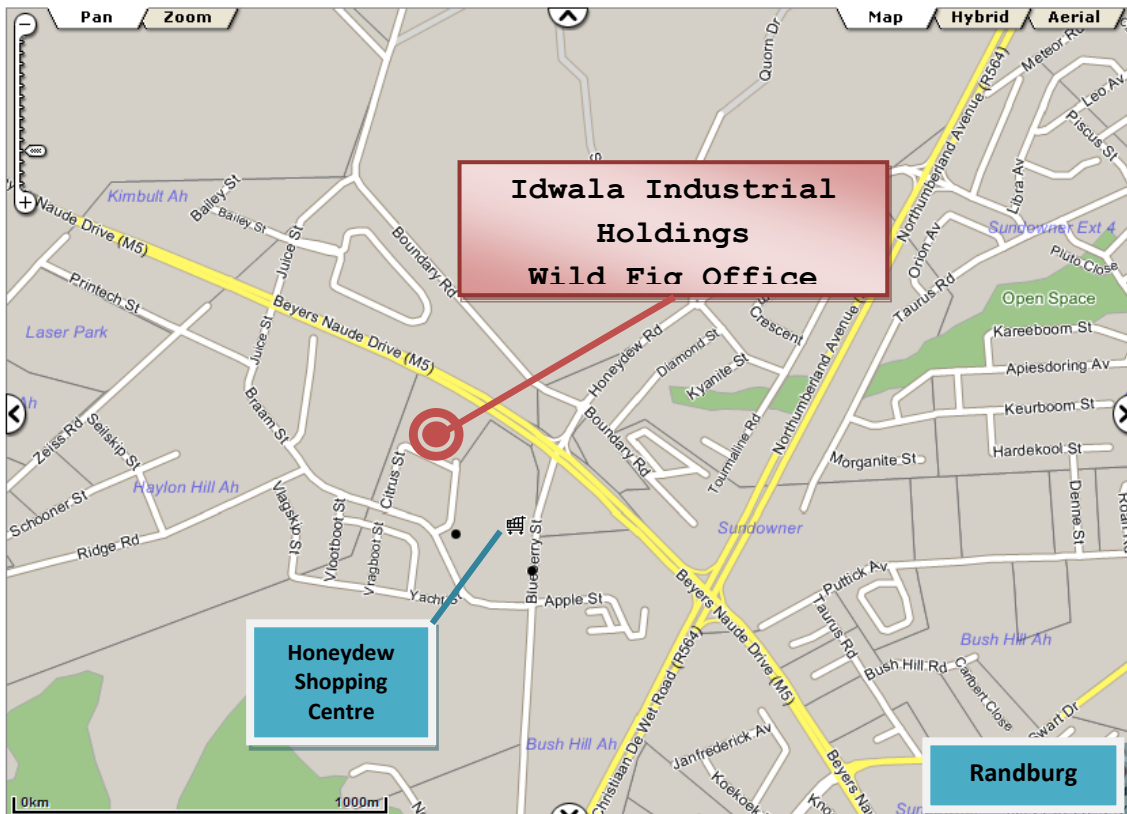 Pan
Zoom
Map
Hybrid
Aerial
Quorn Dr
Meteor Rd
Leo Av
Piscus St
Libra Av
Northumberland Avenue (R564)
Kimbult Ah
Bailey St
Bailey St
Juice St
Boundary Rd
Idwala Industrial
Holdings
Wild Fig Office
Orion Av
Sundowner Ext 4
Pluto Close
Naude Drive (M5)
Printech St
Beyers Naude Drive (M5)
Taurus Rd
Open Space
Crescent
Kareeboom St
Laser Park
Juice St
Honeydew Rd
Diamond St
Kyanite St
Northumberland Avenue
Apiesdoring Av
Ah
Braam St
Boundary Rd
Tourmaline Rd
Keurboom St
Zeiss Rd
Seilskip St
Morganite St
Hardekool St
Haylon Hill Ah
Citrus St
Denne St
Roan
Schooner St
Vlagskip St
Vlootboot St
Vragboot St
Sundowner
Ridge Rd
Blueberry St
Yacht St
Apple St
Beyers Naude Drive (M5)
Puttick Av
Taurus Rd
Honeydew
Shopping
Centre
Bush Hill Ah
Bush Hill Rd
Caribert Close
Swart Dr
Christiaan De Wet Road (R564)
Bush Hill Ah
Janfrederick Av
Koekoek
Beyers
Randburg
0km
1000m